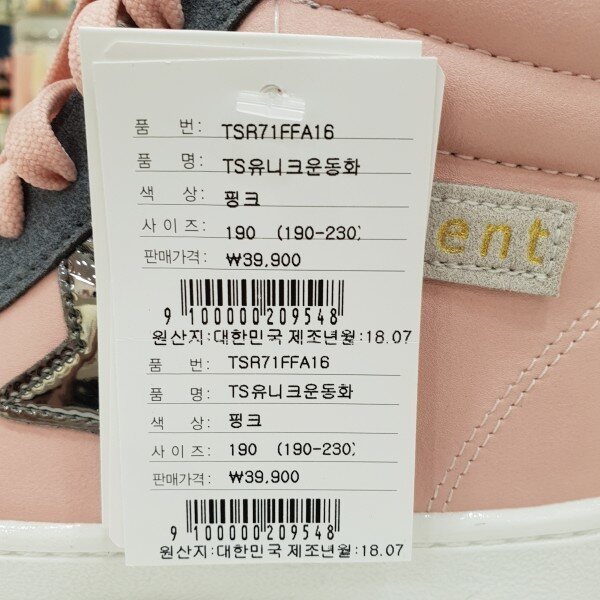 품 번: TSR71FFA16
품 명: TS유니크운동화
색 상: 핑크
사이즈: 190 (190-230)
판매가격: ₩39,900
9 100000 209548
원산지:대한민국 제조년월:18.07
품 번: TSR71FFA16
품 명: TS유니크운동화
색 상: 핑크
사이즈: 190 (190-230)
판매가격: ₩39,900
9 100000 209548
원산지:대한민국 제조년월:18.07
ent